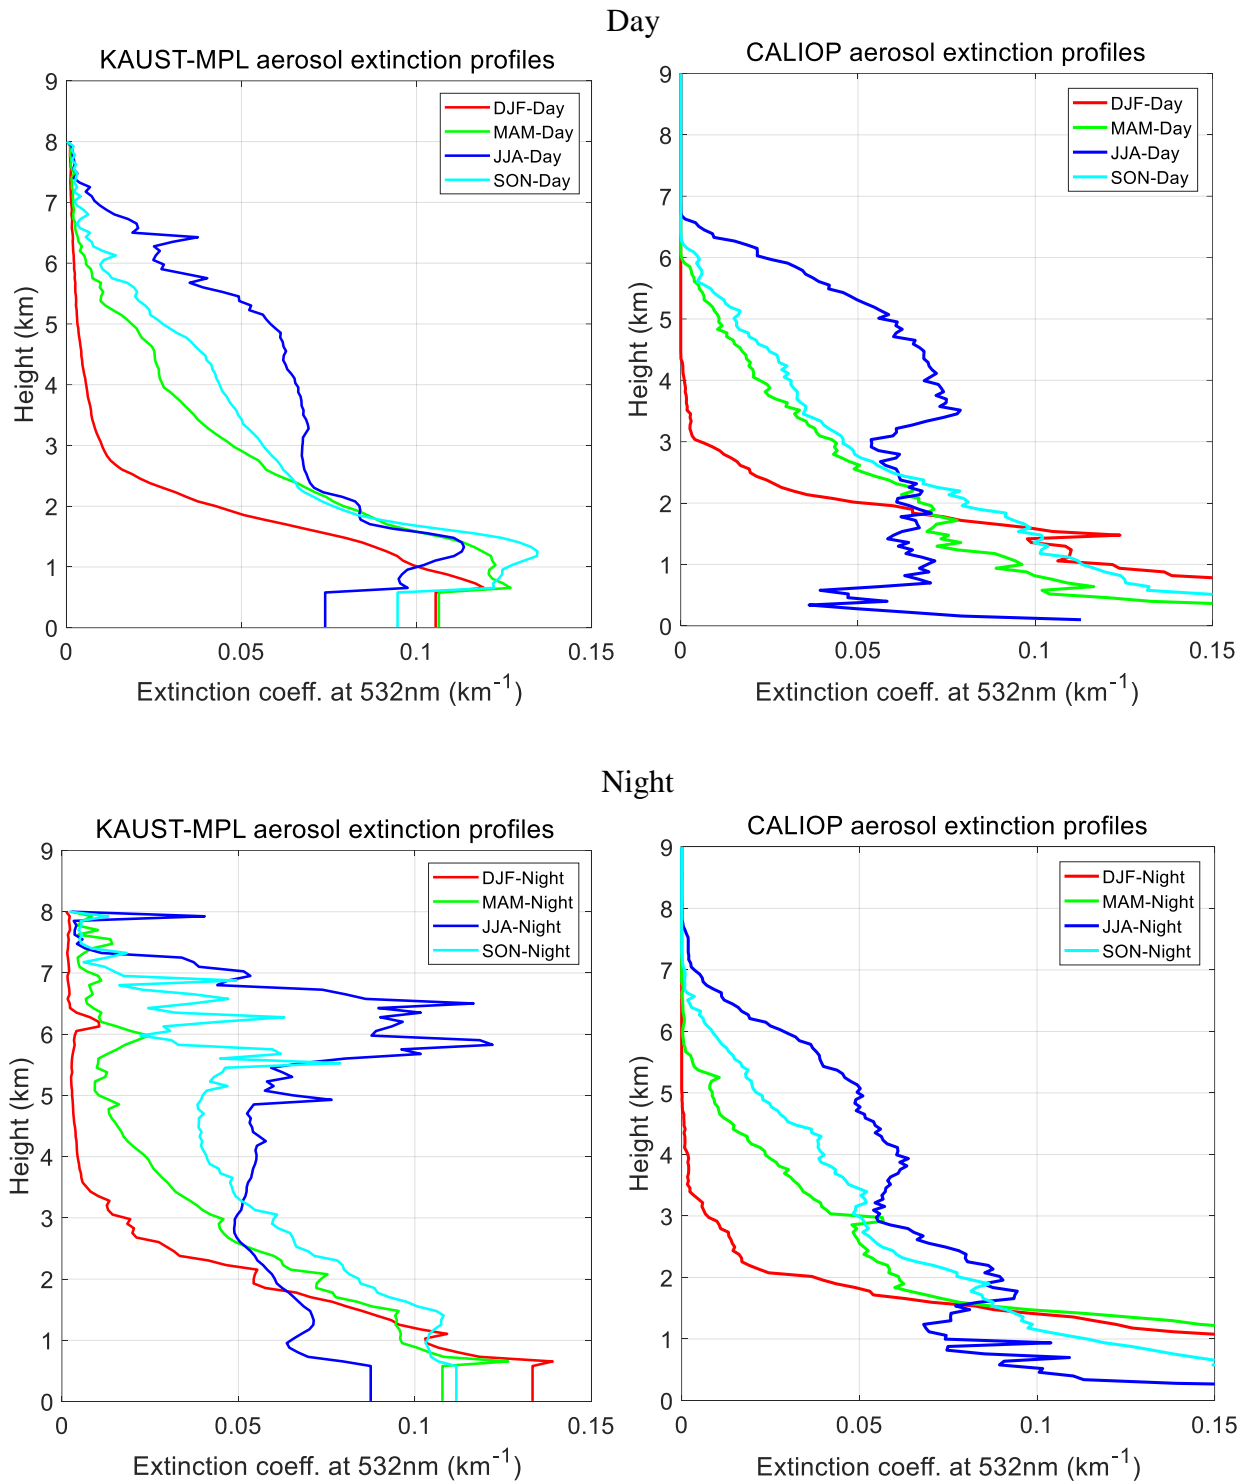 Day
KAUST-MPL aerosol extinction profiles
9
8
7
6
5
4
3
2
1
0
Height (km)
DJF-Day
MAM-Day
JJA-Day
SON-Day
0 0.05 0.1 0.15
Extinction coeff. at 532nm (km⁻¹)
CALIOP aerosol extinction profiles
9
8
7
6
5
4
3
2
1
0
Height (km)
DJF-Day
MAM-Day
JJA-Day
SON-Day
0 0.05 0.1 0.15
Extinction coeff. at 532nm (km⁻¹)
Night
KAUST-MPL aerosol extinction profiles
9
8
7
6
5
4
3
2
1
0
Height (km)
DJF-Night
MAM-Night
JJA-Night
SON-Night
0 0.05 0.1 0.15
Extinction coeff. at 532nm (km⁻¹)
CALIOP aerosol extinction profiles
9
8
7
6
5
4
3
2
1
0
Height (km)
DJF-Night
MAM-Night
JJA-Night
SON-Night
0 0.05 0.1 0.15
Extinction coeff. at 532nm (km⁻¹)